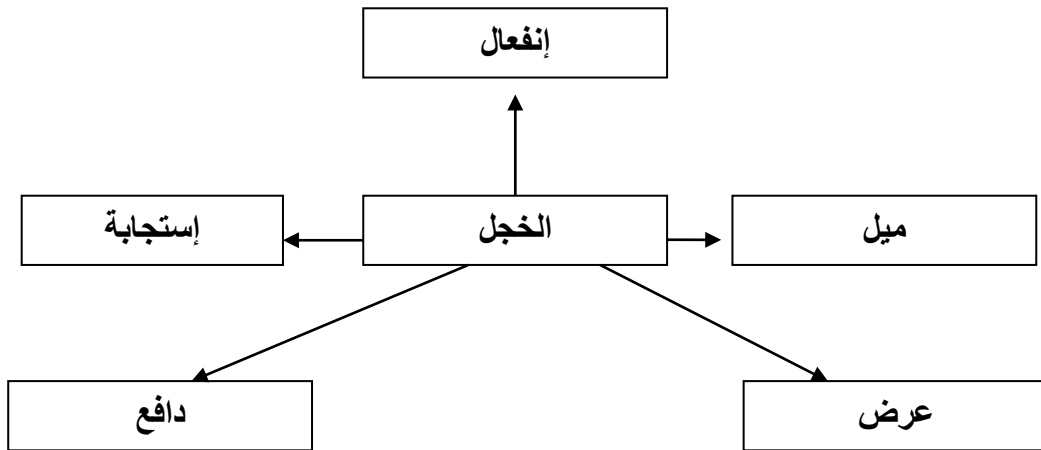 إنفعال
ميل
الخجل
إستجابة
عرض
دافع